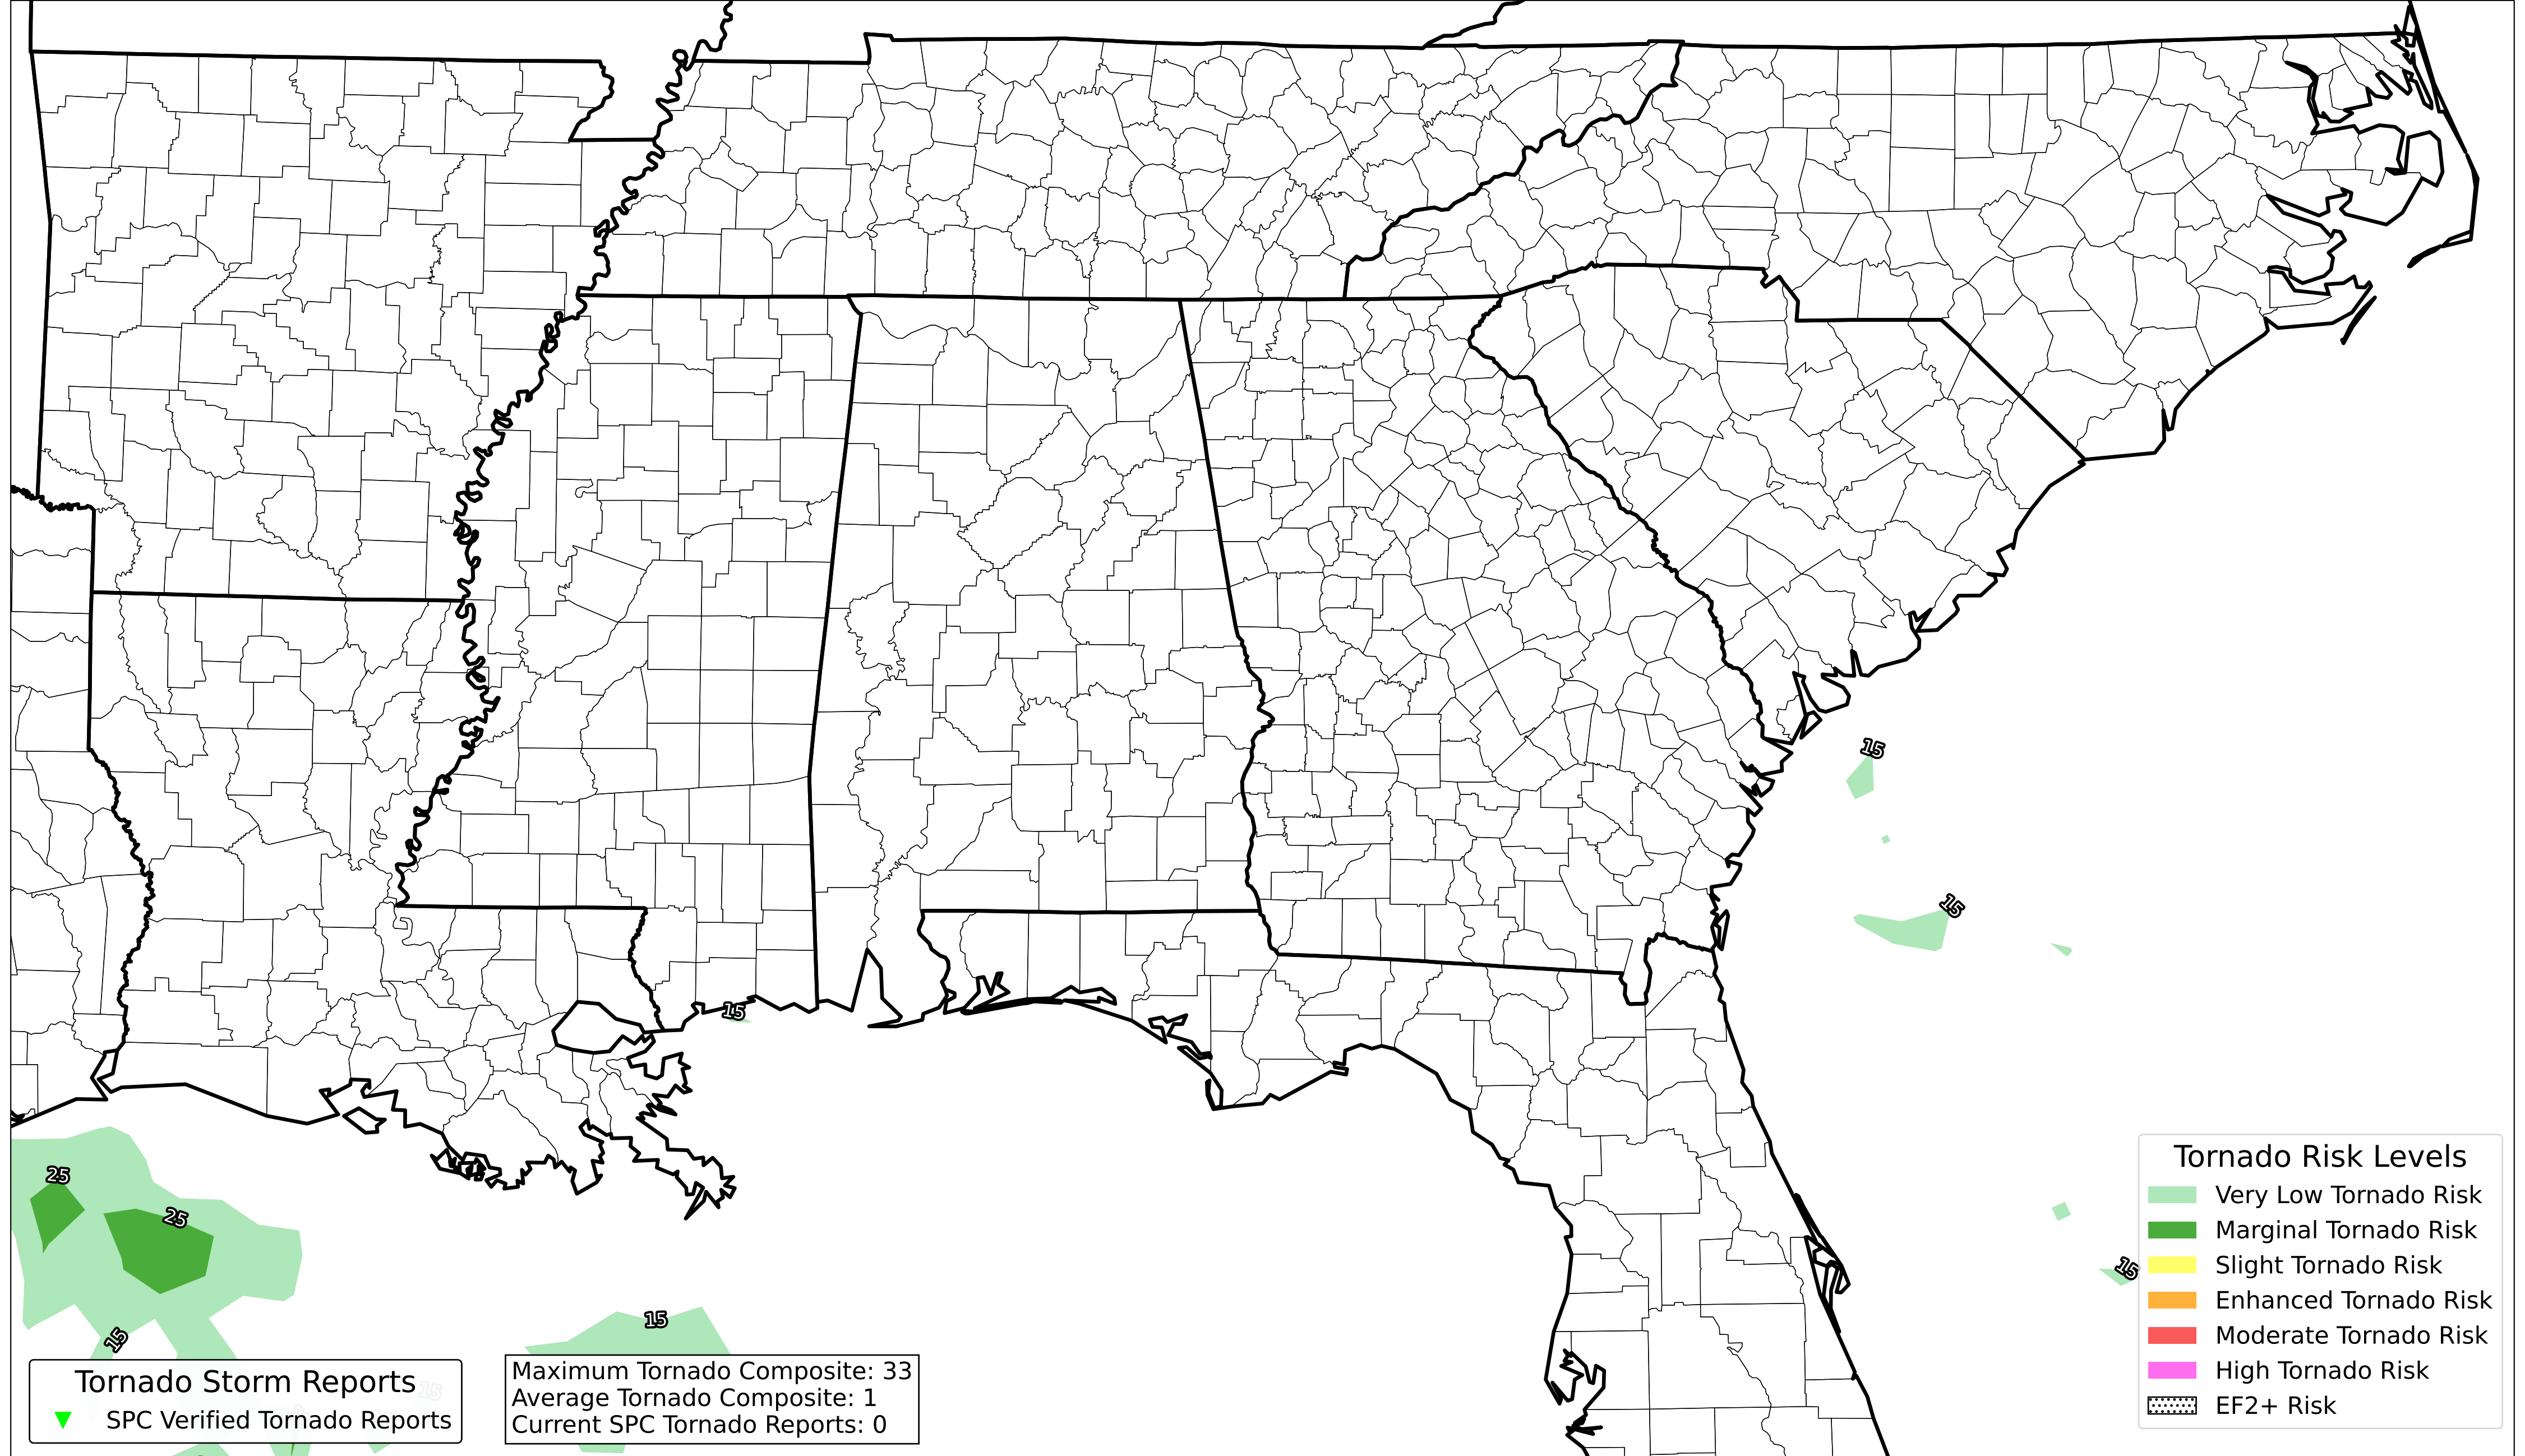 15
15
15
25
25
15
15
15
15
Tornado Risk Levels
Very Low Tornado Risk
Marginal Tornado Risk
Slight Tornado Risk
Enhanced Tornado Risk
Moderate Tornado Risk
High Tornado Risk
EF2+ Risk
Tornado Storm Reports
SPC Verified Tornado Reports
Maximum Tornado Composite: 33
Average Tornado Composite: 1
Current SPC Tornado Reports: 0